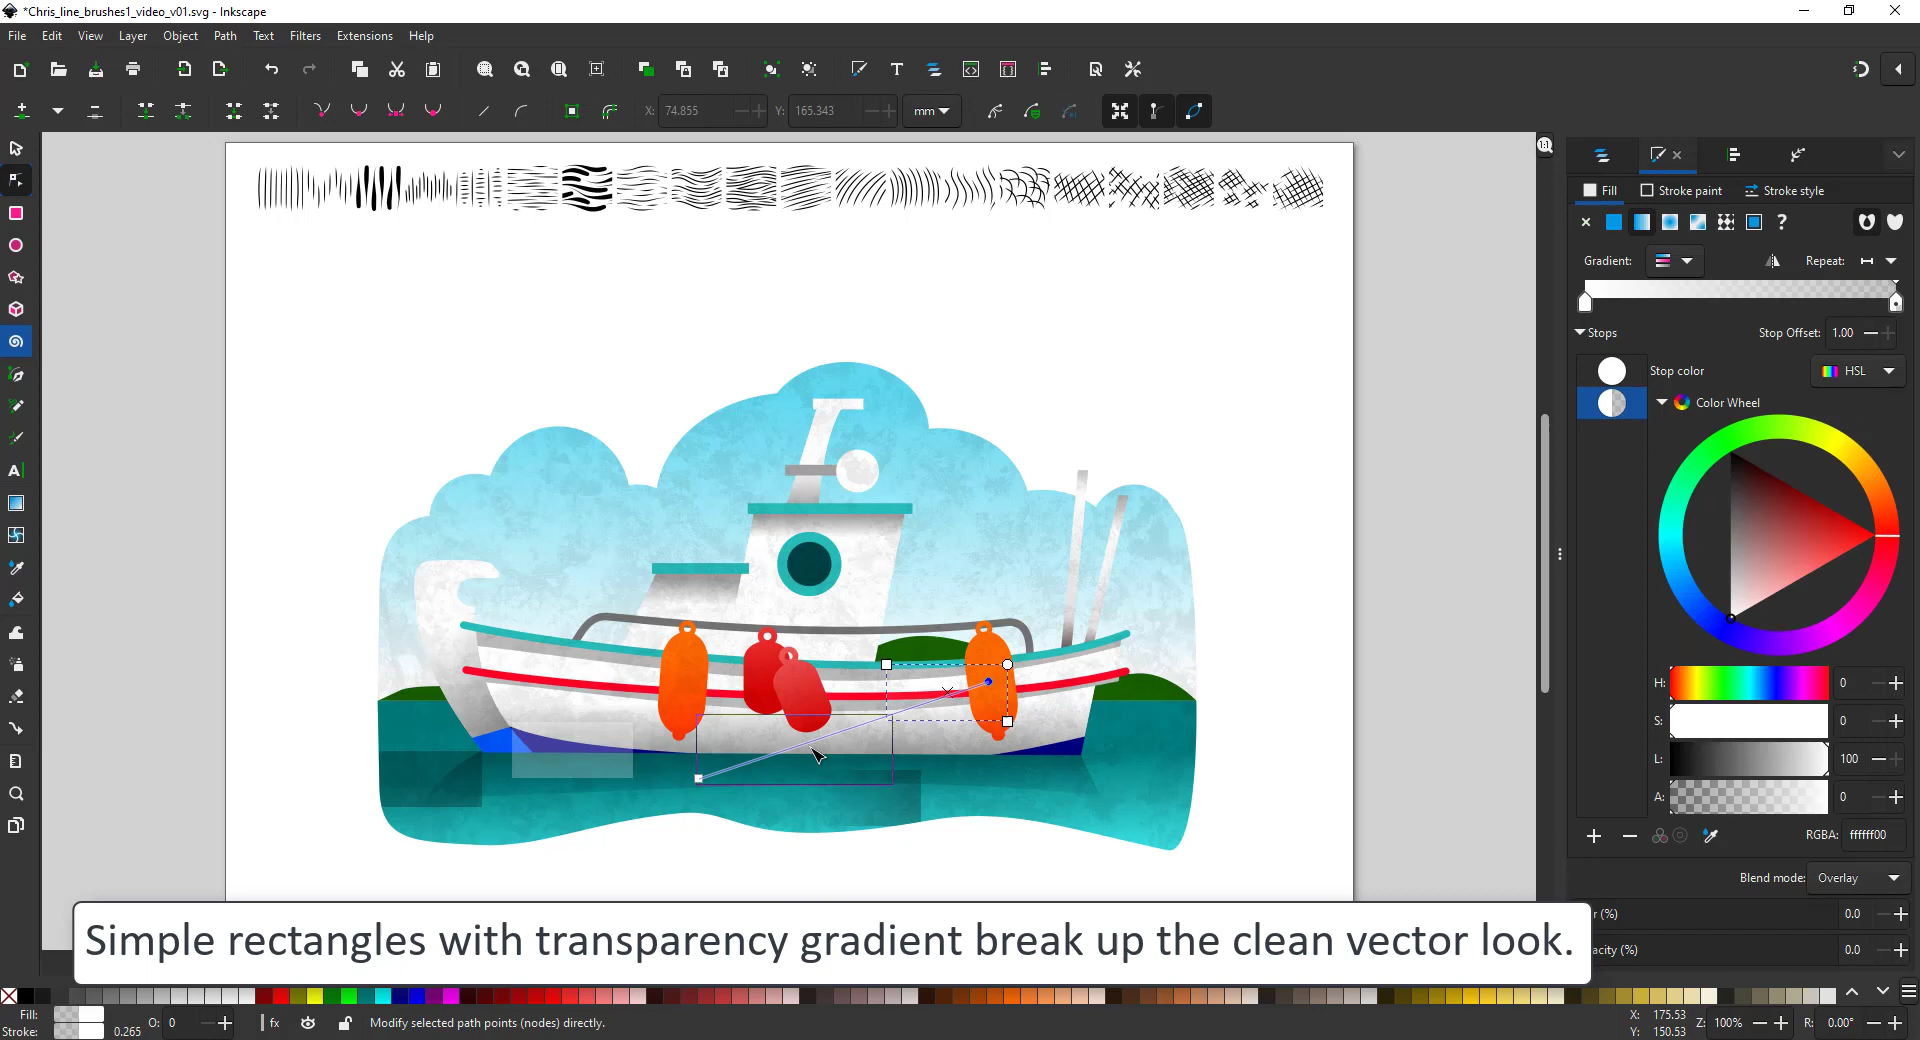 *Chris_line_brushes1_video_v01.svg - Inkscape
File Edit View Layer Object Path Text Filters Extensions Help
X: 74.855 Y: 165.343 mm
1:1
Fill Stroke paint Stroke style
?
Gradient: Repeat:
Stops Stop Offset: 1.00
Stop color HSL
Color Wheel
H: 0
S: 0
L: 100
A: 0
RGBA: ffffff00
Blend mode: Overlay
r (%) 0.0
acity (%) 0.0
Simple rectangles with transparency gradient break up the clean vector look.
Fill: O: 0 fx Modify selected path points (nodes) directly. X: 175.53 Z: 100% R: 0.00°
Stroke: 0.265 Y: 150.53